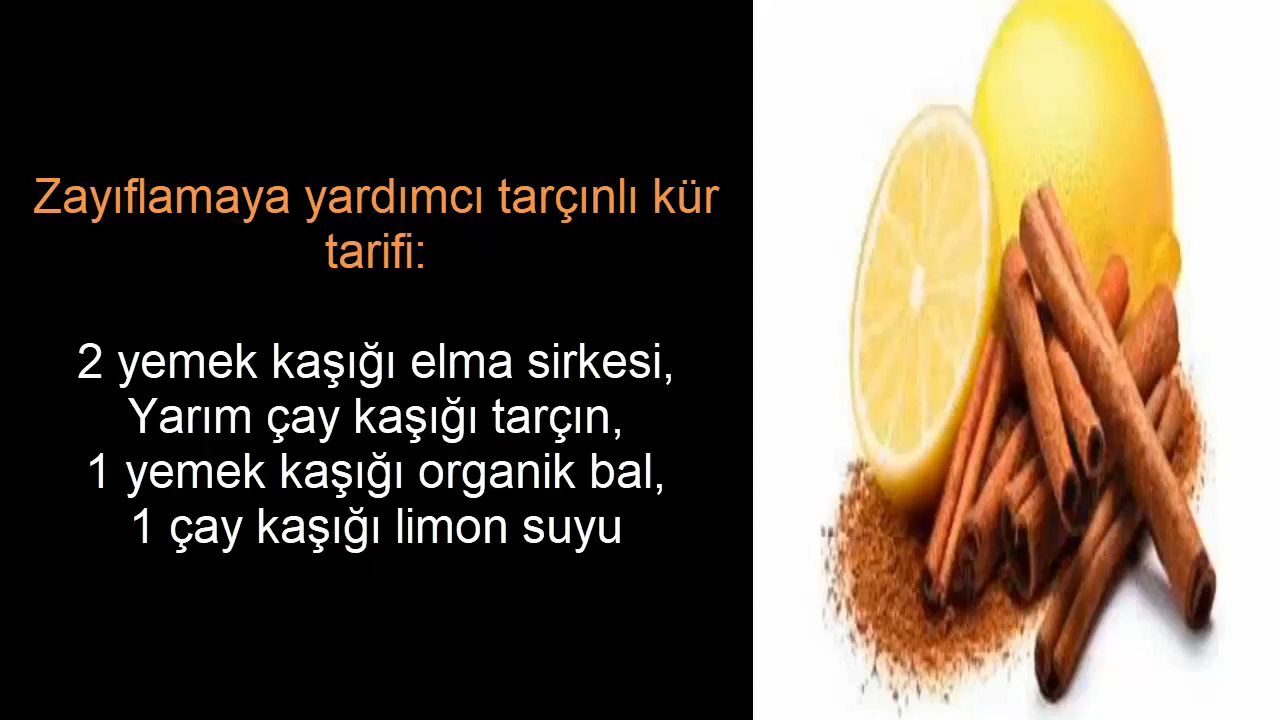 Zayıflamaya yardımcı tarçınlı kür
tarifi:
2 yemek kaşığı elma sirkesi,
Yarım çay kaşığı tarçın,
1 yemek kaşığı organik bal,
1 çay kaşığı limon suyu